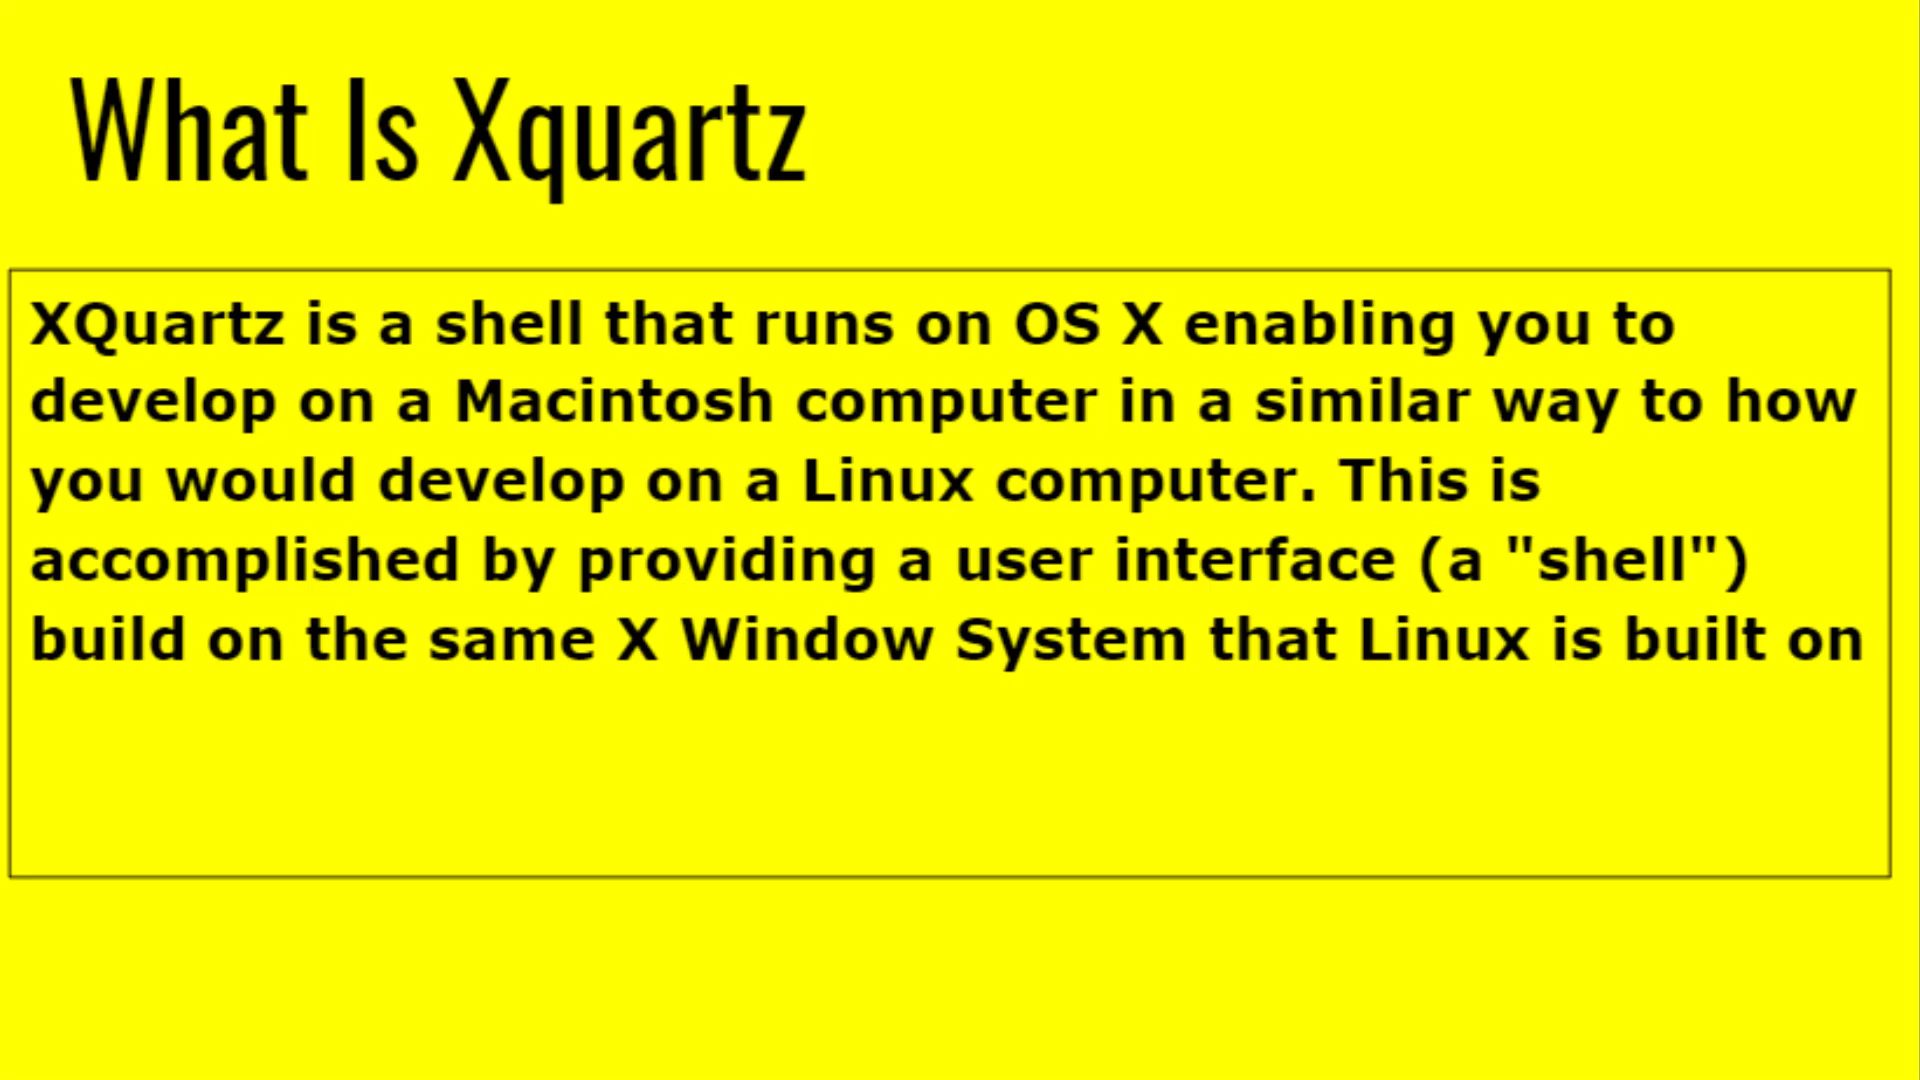 What Is Xquartz
XQuartz is a shell that runs on OS X enabling you to
develop on a Macintosh computer in a similar way to how
you would develop on a Linux computer. This is
accomplished by providing a user interface (a "shell")
build on the same X Window System that Linux is built on